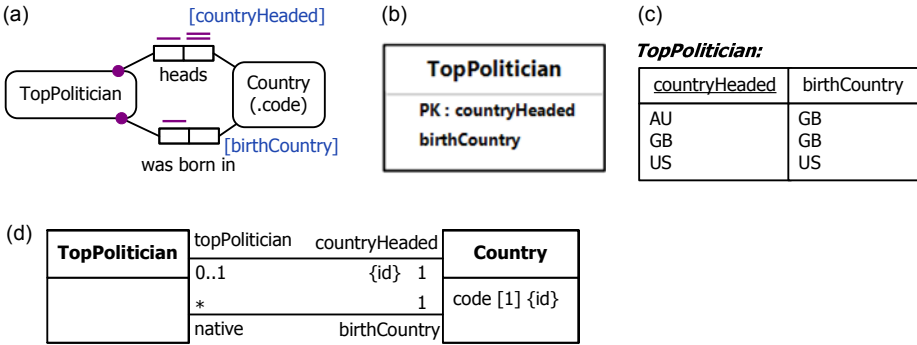 (a)
[countryHeaded]
heads
TopPolitician
Country
(.code)
[birthCountry]
was born in
(b)
TopPolitician
PK : countryHeaded
birthCountry
(c)
TopPolitician:
countryHeaded birthCountry
AU GB
GB GB
US US
(d)
TopPolitician topPolitician countryHeaded Country
0..1 {id} 1
* 1 code [1] {id}
native birthCountry